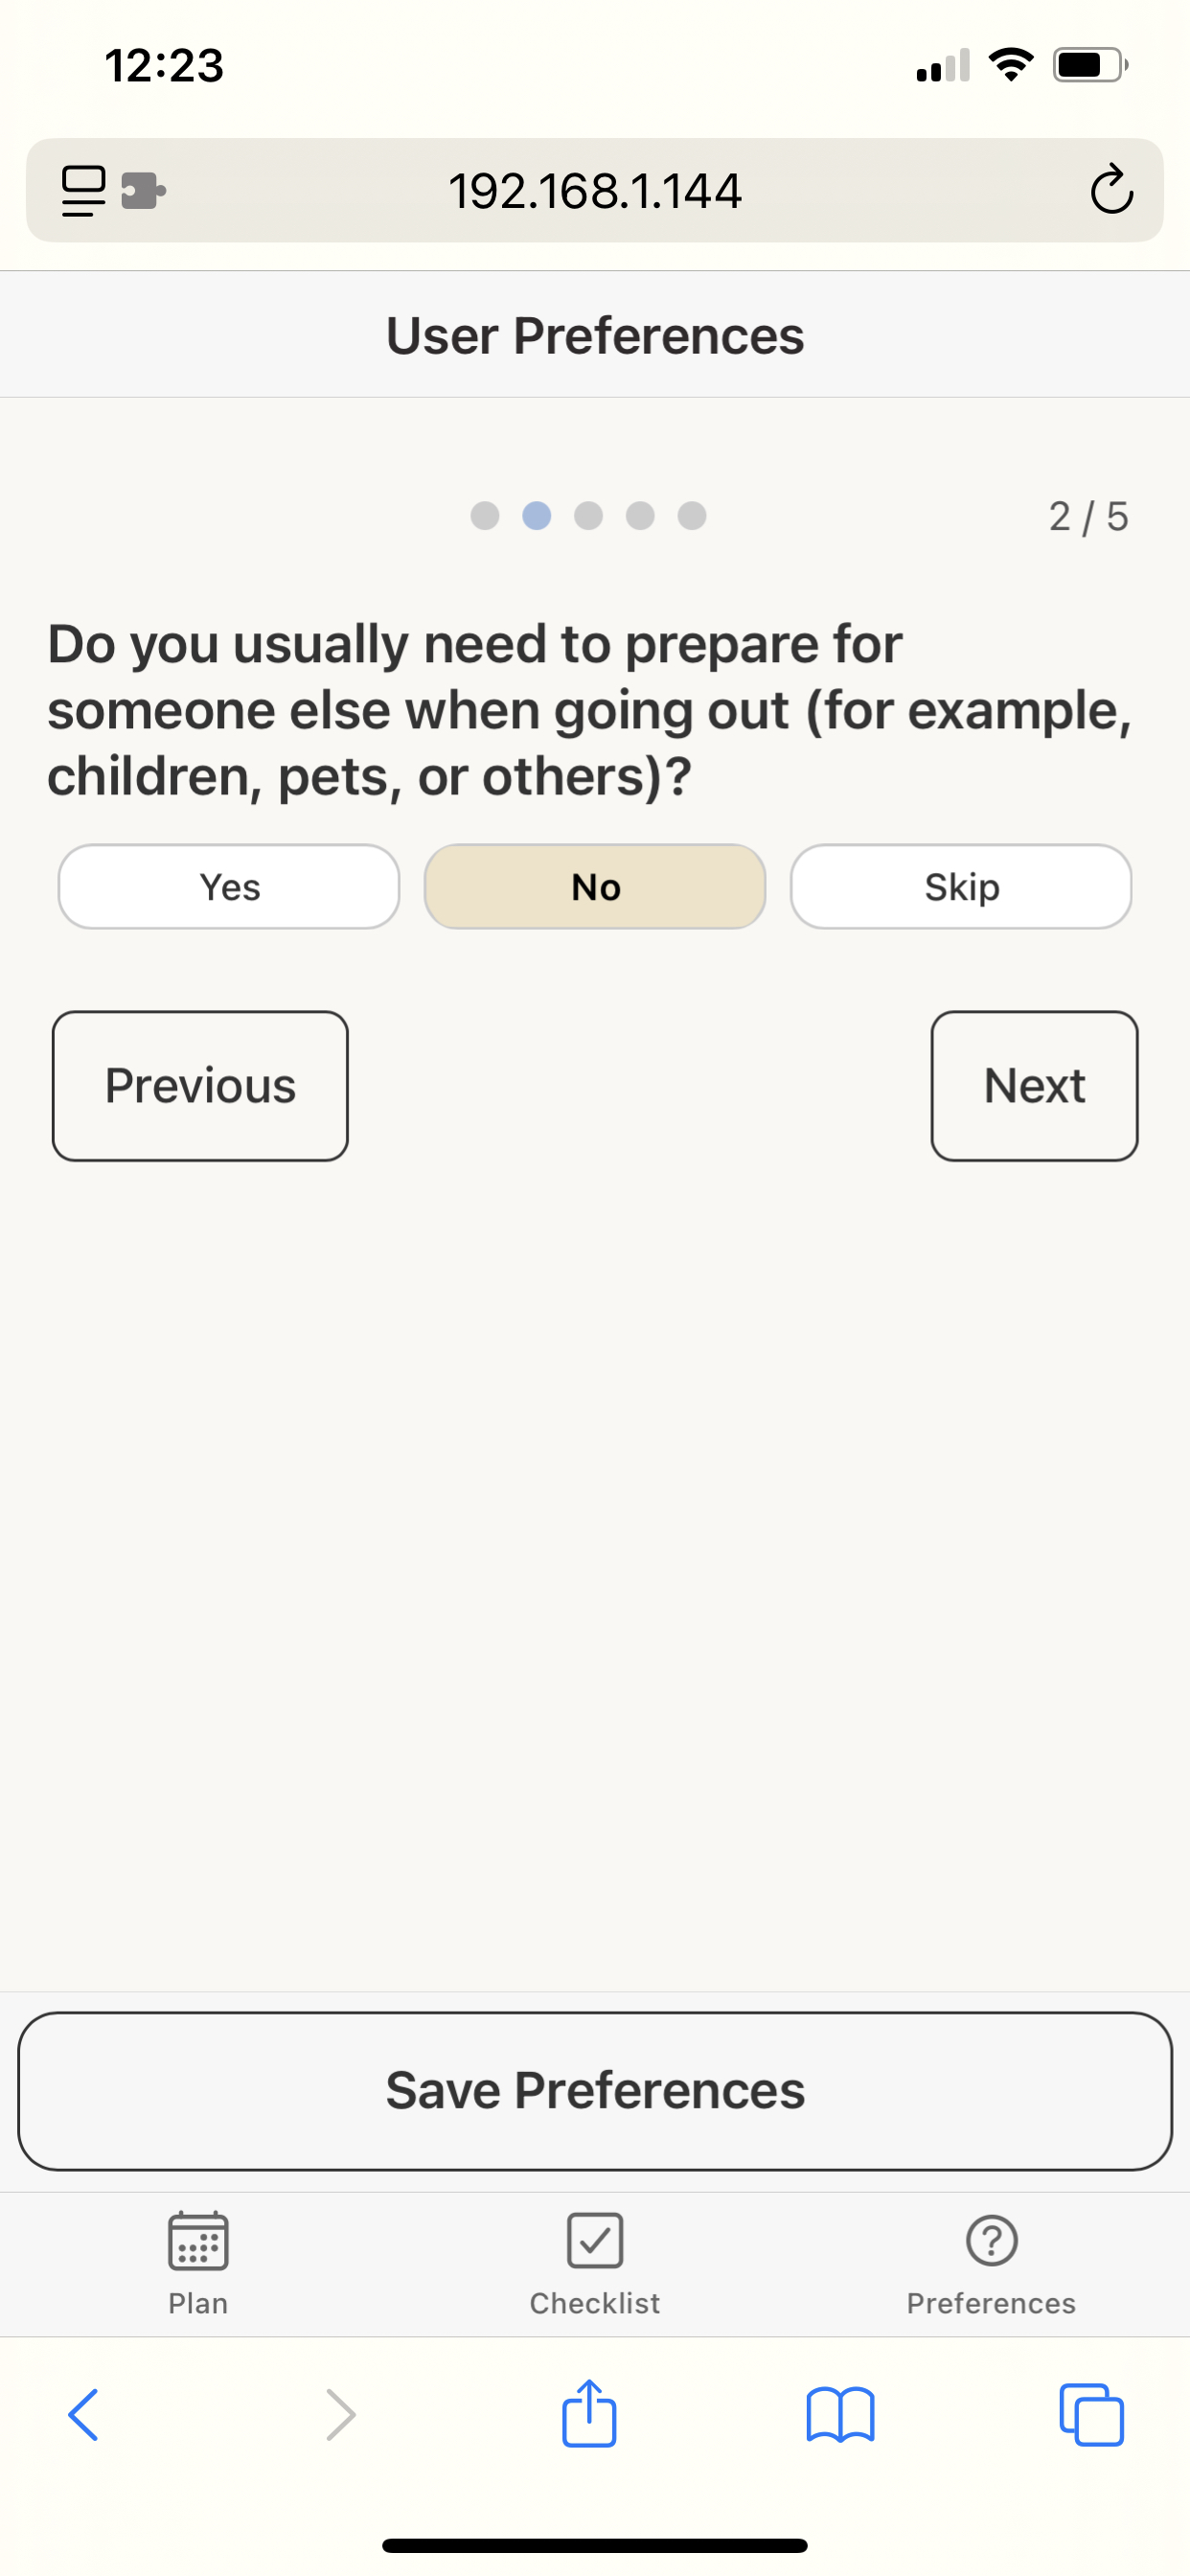 12:23
192.168.1.144
User Preferences
2 / 5
Do you usually need to prepare for
someone else when going out (for example,
children, pets, or others)?
Yes
No
Skip
Previous
Next
Save Preferences
Plan
Checklist
Preferences